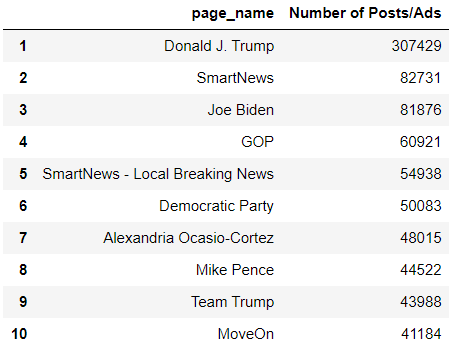 page_name Number of Posts/Ads
1 Donald J. Trump 307429
2 SmartNews 82731
3 Joe Biden 81876
4 GOP 60921
5 SmartNews - Local Breaking News 54938
6 Democratic Party 50083
7 Alexandria Ocasio-Cortez 48015
8 Mike Pence 44522
9 Team Trump 43988
10 MoveOn 41184